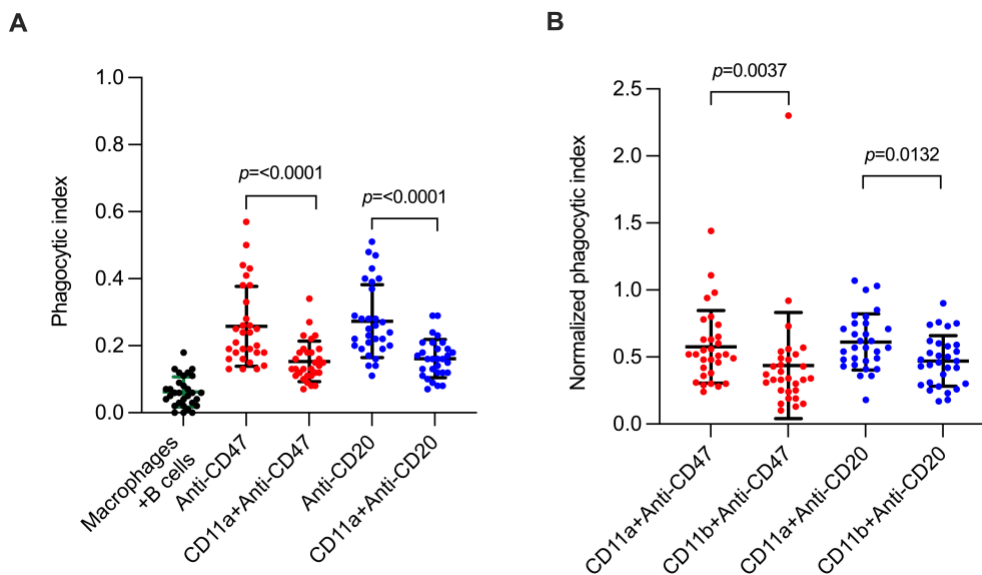 A
Phagocytic index
1.0
0.8
0.6
0.4
0.2
0.0
p=<0.0001
p=<0.0001
Macrophages
+B cells
Anti-CD47
CD11a+Anti-CD47
Anti-CD20
CD11a+Anti-CD20
B
Normalized phagocytic index
2.5
2.0
1.5
1.0
0.5
0.0
p=0.0037
p=0.0132
CD11a+Anti-CD47
CD11b+Anti-CD47
CD11a+Anti-CD20
CD11b+Anti-CD20